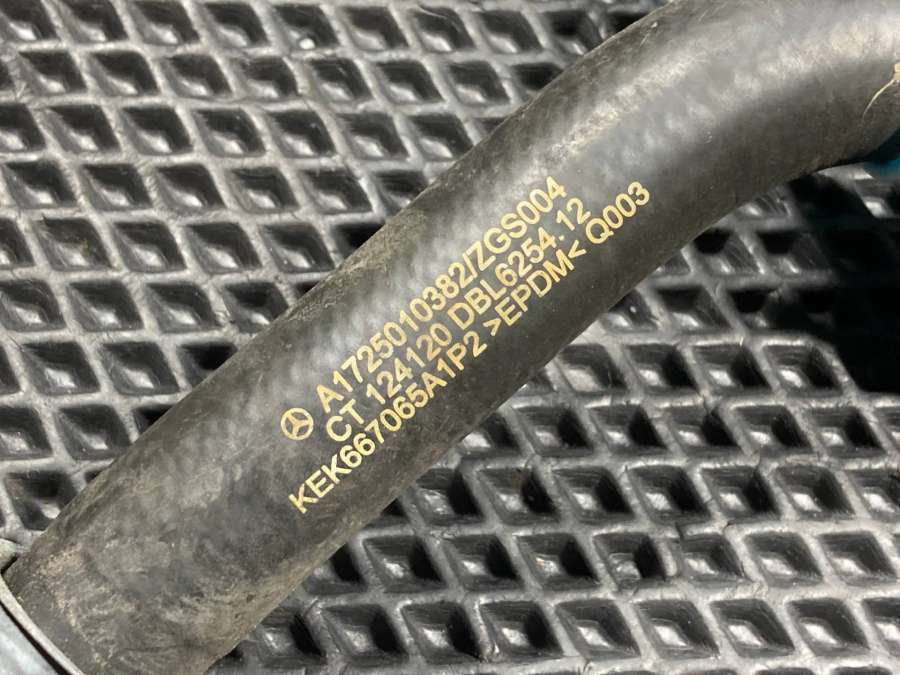 A1725010382/ZGS004
CT 124120 DBL6254.12
KEK667065A1P2 >EPDM< Q003